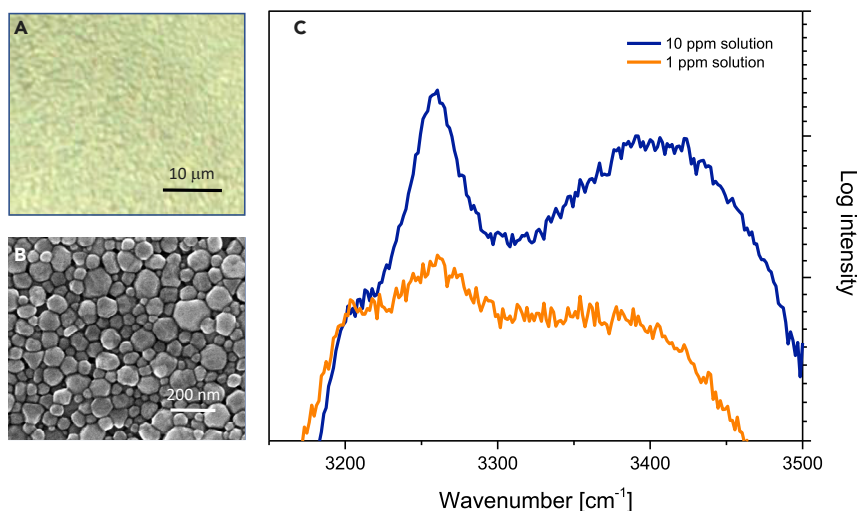 A
10 µm
B
200 nm
C
10 ppm solution
1 ppm solution
Log intensity
3200 3300 3400 3500
Wavenumber [cm⁻¹]